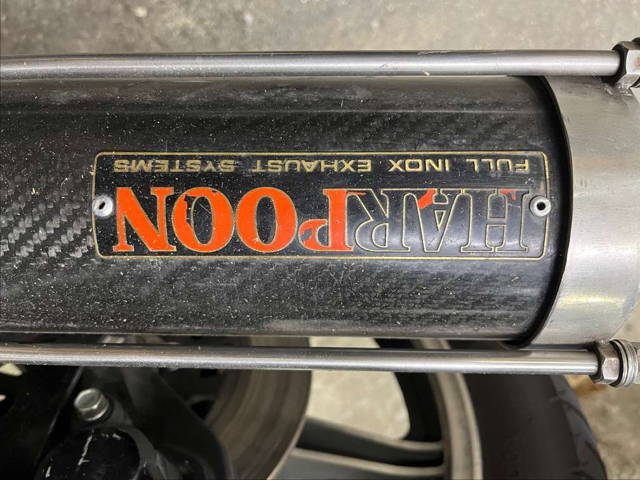 HARPOON
FULL INOX EXHAUST SYSTEMS